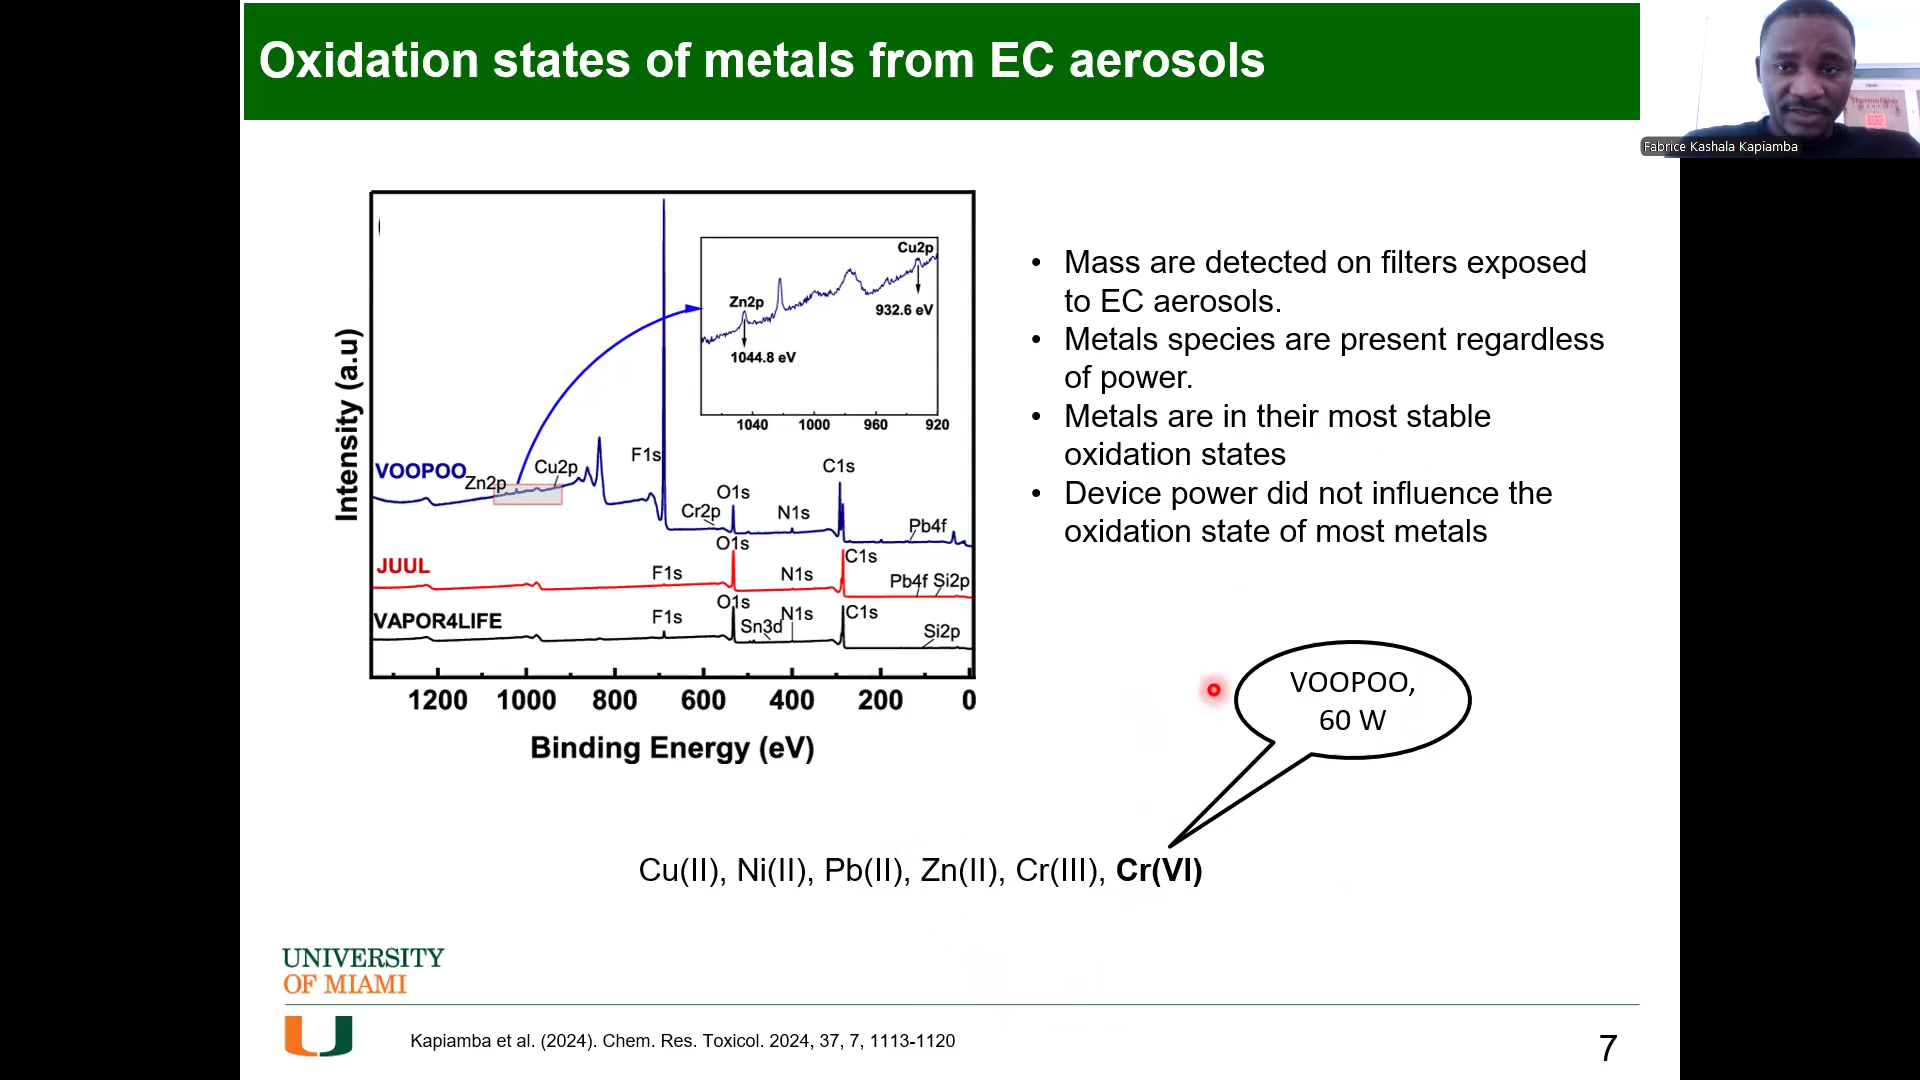 Oxidation states of metals from EC aerosols
Fabrice Kashala Kapiamba
Intensity (a.u)
Cu2p
Zn2p
932.6 eV
1044.8 eV
1040 1000 960 920
VOOPOO
Zn2p
Cu2p
F1s
Cr2p
O1s
N1s
C1s
Pb4f
JUUL
F1s
O1s
N1s
C1s
Pb4f Si2p
VAPOR4LIFE
F1s
O1s
Sn3d
N1s
C1s
Si2p
1200 1000 800 600 400 200 0
Binding Energy (eV)
• Mass are detected on filters exposed
to EC aerosols.
• Metals species are present regardless
of power.
• Metals are in their most stable
oxidation states
• Device power did not influence the
oxidation state of most metals
VOOPOO,
60 W
Cu(II), Ni(II), Pb(II), Zn(II), Cr(III), Cr(VI)
UNIVERSITY
OF MIAMI
Kapiamba et al. (2024). Chem. Res. Toxicol. 2024, 37, 7, 1113-1120
7